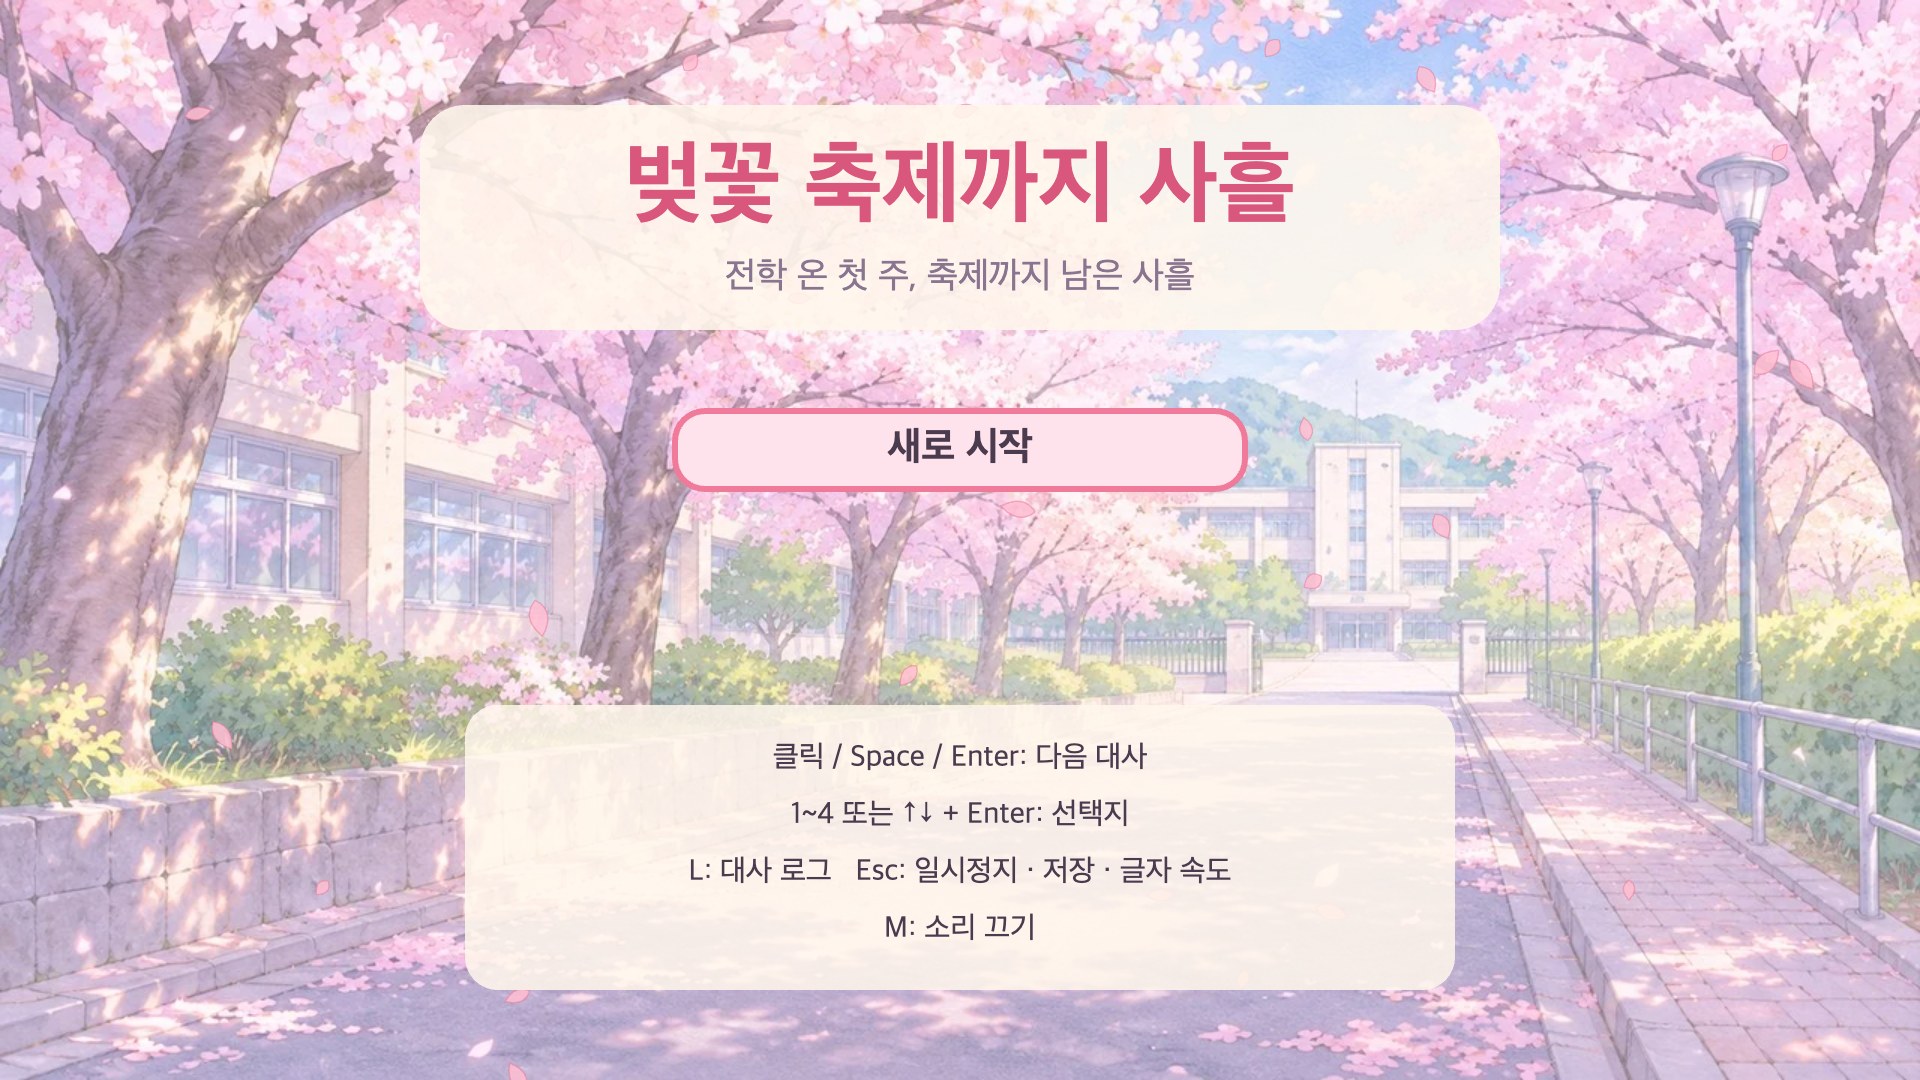 벚꽃 축제까지 사흘
전학 온 첫 주, 축제까지 남은 사흘
새로 시작
클릭 / Space / Enter: 다음 대사
1~4 또는 ↑↓ + Enter: 선택지
L: 대사 로그 Esc: 일시정지 · 저장 · 글자 속도
M: 소리 끄기